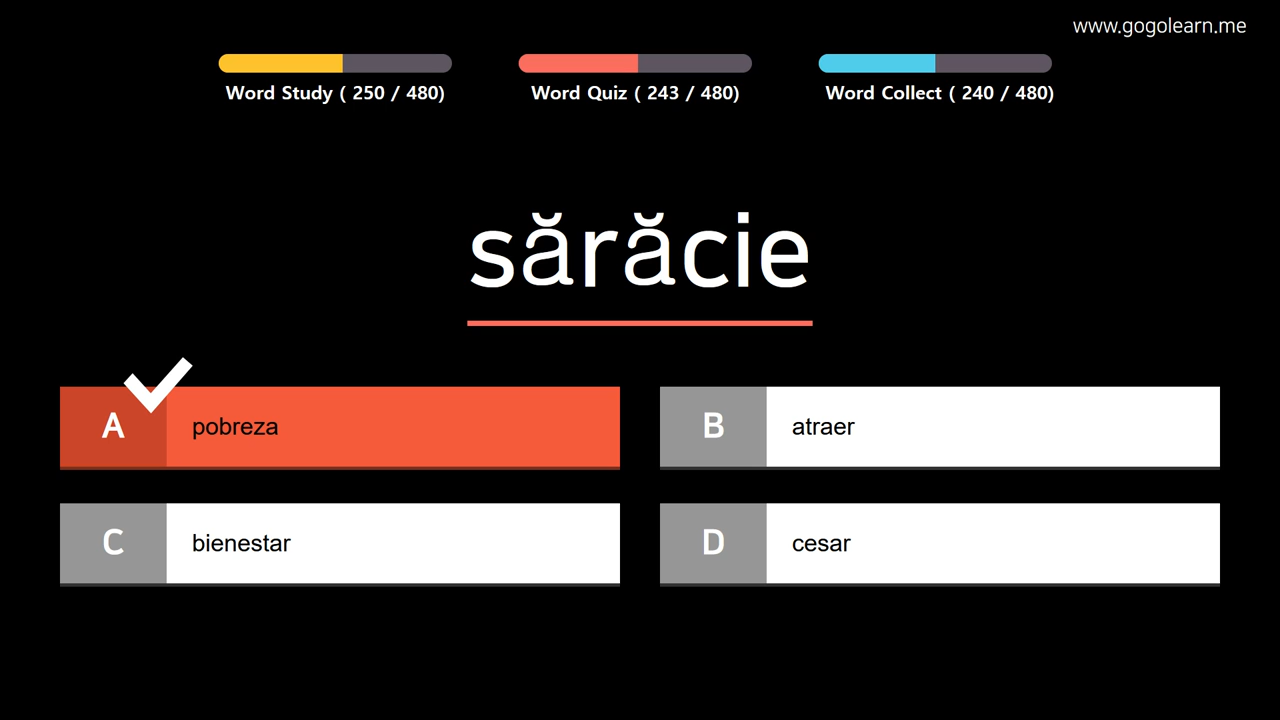 www.gogolearn.me
Word Study ( 250 / 480)
Word Quiz ( 243 / 480)
Word Collect ( 240 / 480)
sărăcie
A pobreza
B atraer
C bienestar
D cesar